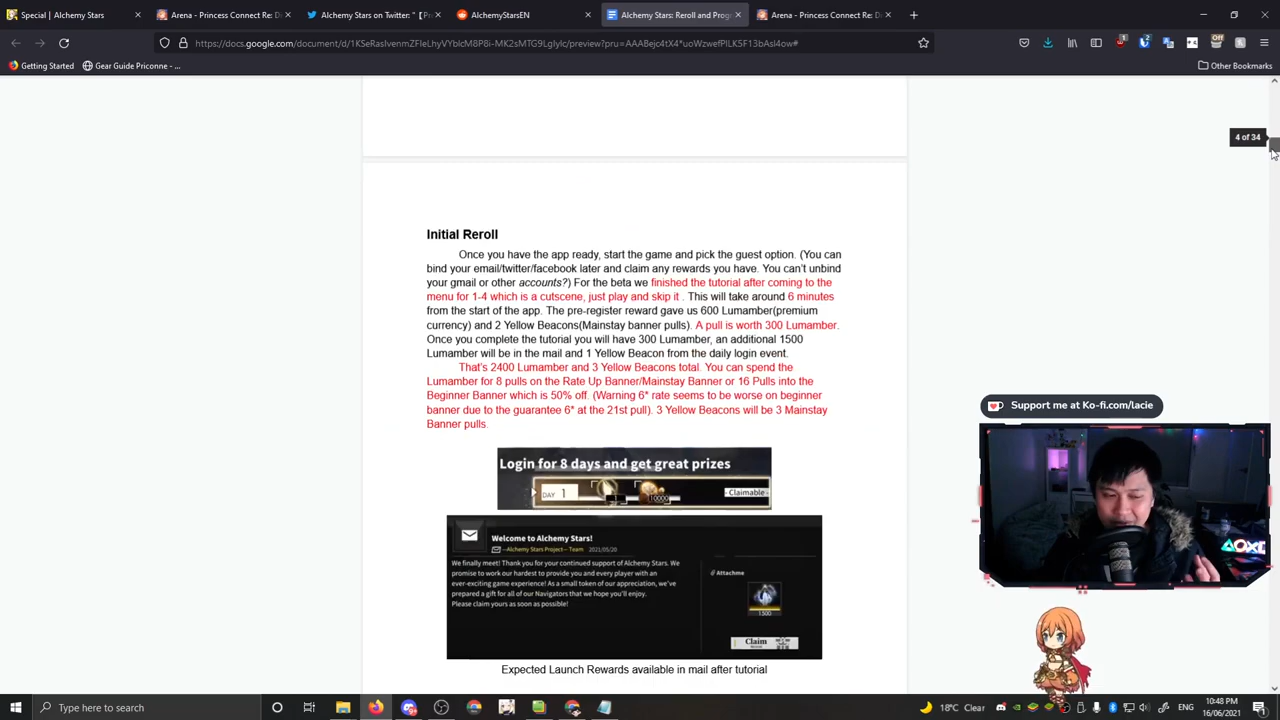 Special | Alchemy Stars
Arena - Princess Connect Re: Di
Alchemy Stars on Twitter: "【Pr
AlchemyStarsEN
Alchemy Stars: Reroll and Prog
Arena - Princess Connect Re: Di
Getting Started
Gear Guide Priconne - ...
Other Bookmarks
4 of 34
Initial Reroll
Once you have the app ready, start the game and pick the guest option. (You can
bind your email/twitter/facebook later and claim any rewards you have. You can't unbind
your gmail or other accounts?) For the beta we finished the tutorial after coming to the
menu for 1-4 which is a cutscene, just play and skip it . This will take around 6 minutes
from the start of the app. The pre-register reward gave us 600 Lumamber(premium
currency) and 2 Yellow Beacons(Mainstay banner pulls). A pull is worth 300 Lumamber.
Once you complete the tutorial you will have 300 Lumamber, an additional 1500
Lumamber will be in the mail and 1 Yellow Beacon from the daily login event.
That's 2400 Lumamber and 3 Yellow Beacons total. You can spend the
Lumamber for 8 pulls on the Rate Up Banner/Mainstay Banner or 16 Pulls into the
Beginner Banner which is 50% off. (Warning 6* rate seems to be worse on beginner
banner due to the guarantee 6* at the 21st pull). 3 Yellow Beacons will be 3 Mainstay
Banner pulls.
Support me at Ko-fi.com/lacie
Login for 8 days and get great prizes
DAY 1
1
10000
- Claimable -
Welcome to Alchemy Stars!
--Alchemy Stars Project-- Team 2021/05/20
We finally meet! Thank you for your continued support of Alchemy Stars. We
promise to work our hardest to provide you and every player with an
ever-exciting game experience! As a small token of our appreciation, we've
prepared a gift for all of our Navigators that we hope you'll enjoy.
Please claim yours as soon as possible!
Attachme
1500
Claim
Expected Launch Rewards available in mail after tutorial
Type here to search
18°C Clear
10:48 PM
16/06/2021